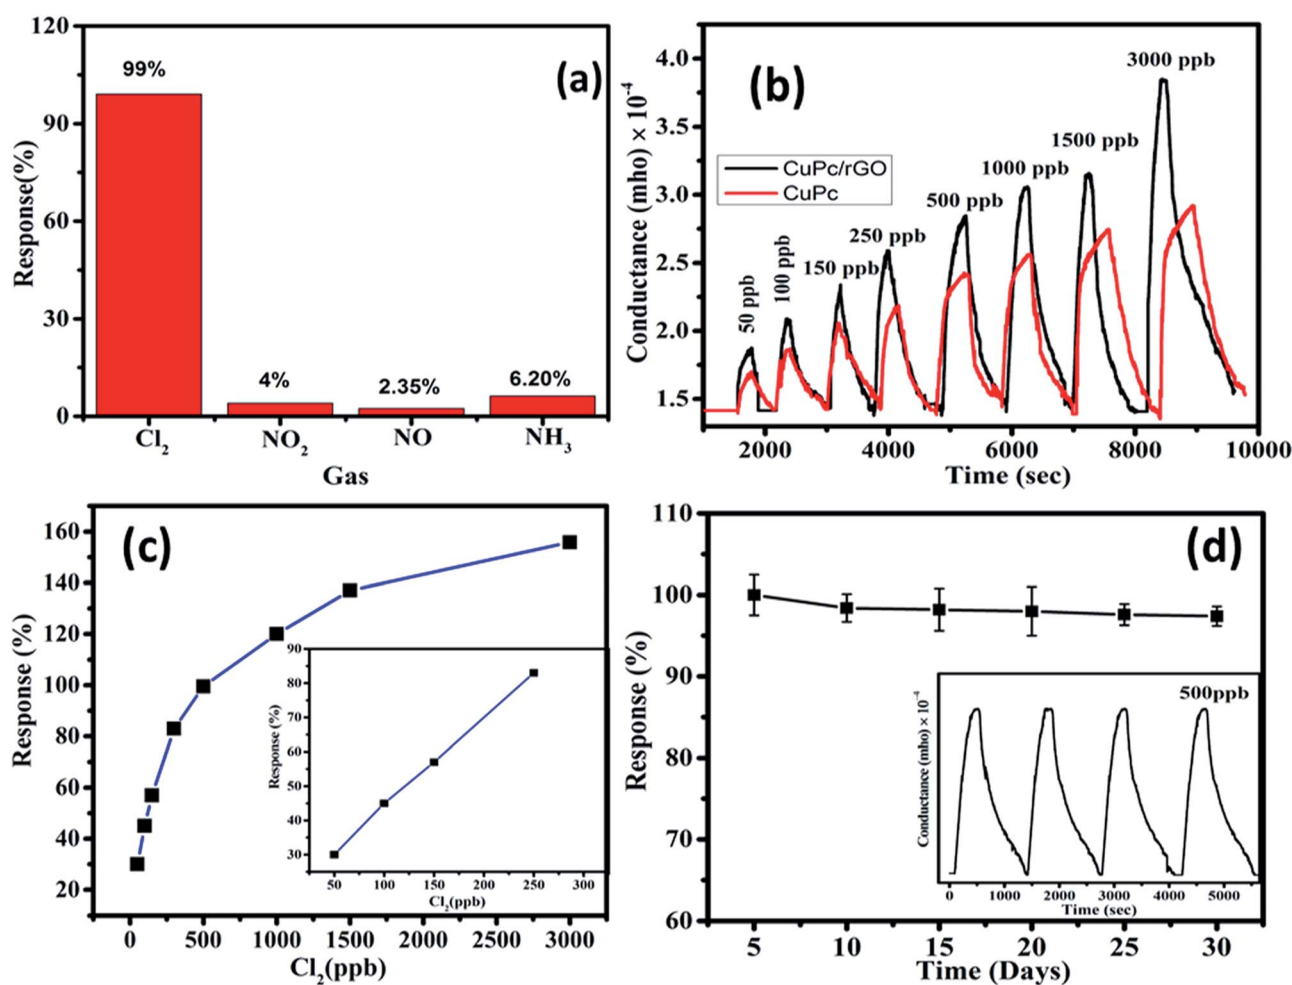 (a)
Response(%)
120
90
60
30
0
99%
4%
2.35%
6.20%
Cl₂
NO₂
NO
NH₃
Gas
(b)
Conductance (mho) × 10⁻⁴
4.0
3.5
3.0
2.5
2.0
1.5
CuPc/rGO
CuPc
50 ppb
100 ppb
150 ppb
250 ppb
500 ppb
1000 ppb
1500 ppb
3000 ppb
2000 4000 6000 8000 10000
Time (sec)
(c)
Response (%)
160
140
120
100
80
60
40
20
0 500 1000 1500 2000 2500 3000
Cl₂(ppb)
Response (%)
90
80
70
60
50
40
30
50 100 150 200 250 300
Cl₂(ppb)
(d)
Response (%)
110
100
90
80
70
60
5 10 15 20 25 30
Time (Days)
500ppb
Conductance (mho) × 10⁻⁴
0 1000 2000 3000 4000 5000
Time (sec)